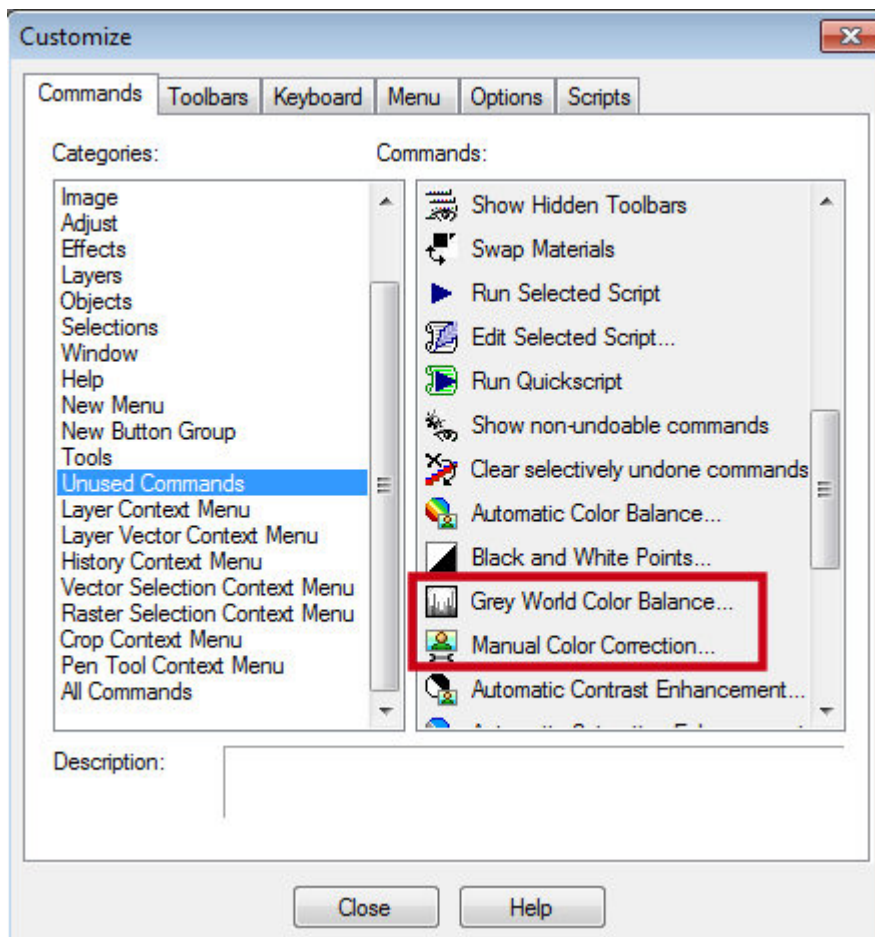 Customize
Commands
Toolbars
Keyboard
Menu
Options
Scripts
Categories:
Commands:
Image
Adjust
Effects
Layers
Objects
Selections
Window
Help
New Menu
New Button Group
Tools
Unused Commands
Layer Context Menu
Layer Vector Context Menu
History Context Menu
Vector Selection Context Menu
Raster Selection Context Menu
Crop Context Menu
Pen Tool Context Menu
All Commands
Show Hidden Toolbars
Swap Materials
Run Selected Script
Edit Selected Script...
Run Quickscript
Show non-undoable commands
Clear selectively undone commands
Automatic Color Balance...
Black and White Points...
Grey World Color Balance...
Manual Color Correction...
Automatic Contrast Enhancement...
Description:
Close
Help